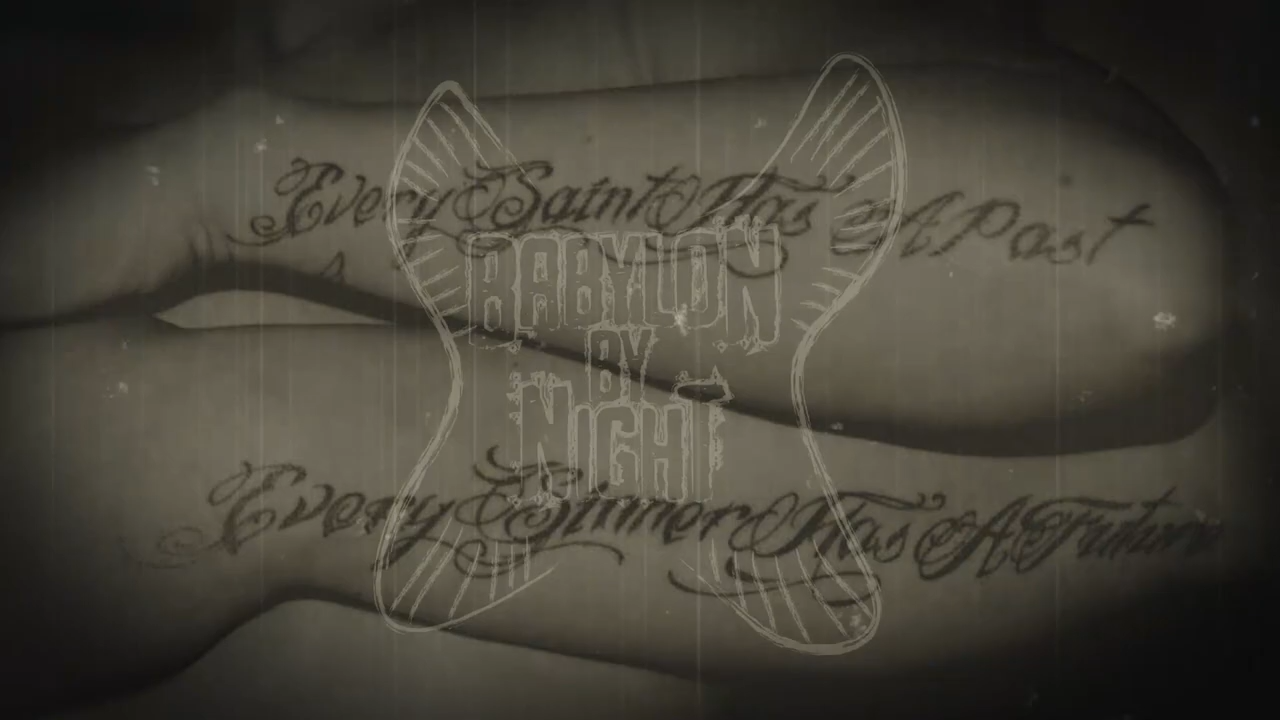 Every Saint Has A Past
BABYLON
BY
NIGHT
Every Sinner Has A Future